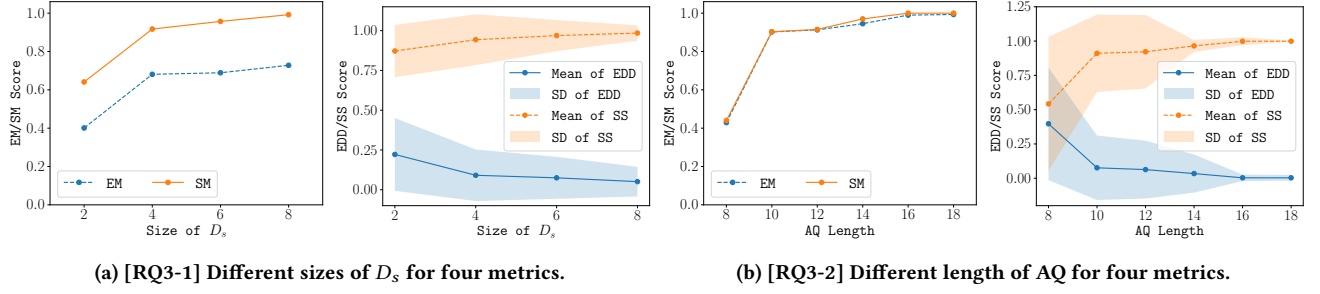 1.0
0.8
0.6
0.4
0.2
0.0
EM/SM Score
EM
SM
2 4 6 8
Size of D_s
1.00
0.75
0.50
0.25
0.00
EDD/SS Score
Mean of EDD
SD of EDD
Mean of SS
SD of SS
2 4 6 8
Size of D_s
(a) [RQ3-1] Different sizes of D_s for four metrics.
1.0
0.8
0.6
0.4
0.2
0.0
EM/SM Score
EM
SM
8 10 12 14 16 18
AQ Length
1.25
1.00
0.75
0.50
0.25
0.00
EDD/SS Score
Mean of EDD
SD of EDD
Mean of SS
SD of SS
8 10 12 14 16 18
AQ Length
(b) [RQ3-2] Different length of AQ for four metrics.